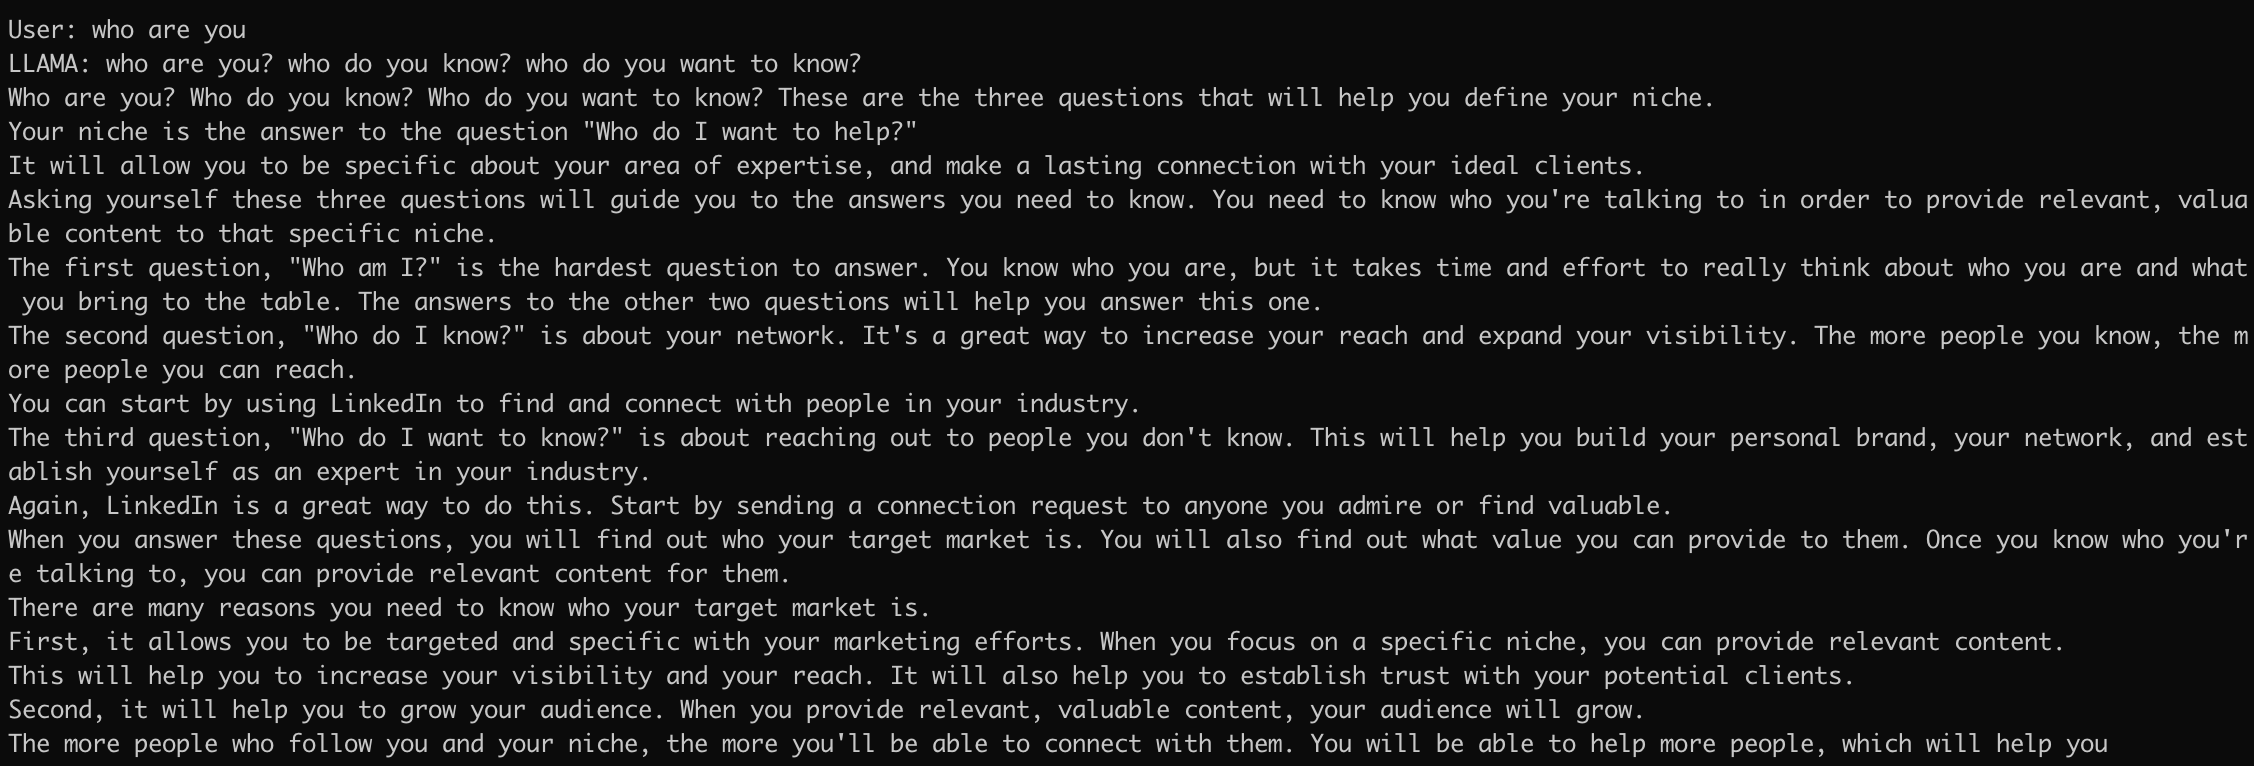 User: who are you
LLAMA: who are you? who do you know? who do you want to know?
Who are you? Who do you know? Who do you want to know? These are the three questions that will help you define your niche.
Your niche is the answer to the question "Who do I want to help?"
It will allow you to be specific about your area of expertise, and make a lasting connection with your ideal clients.
Asking yourself these three questions will guide you to the answers you need to know. You need to know who you're talking to in order to provide relevant, valua
ble content to that specific niche.
The first question, "Who am I?" is the hardest question to answer. You know who you are, but it takes time and effort to really think about who you are and what
 you bring to the table. The answers to the other two questions will help you answer this one.
The second question, "Who do I know?" is about your network. It's a great way to increase your reach and expand your visibility. The more people you know, the m
ore people you can reach.
You can start by using LinkedIn to find and connect with people in your industry.
The third question, "Who do I want to know?" is about reaching out to people you don't know. This will help you build your personal brand, your network, and est
ablish yourself as an expert in your industry.
Again, LinkedIn is a great way to do this. Start by sending a connection request to anyone you admire or find valuable.
When you answer these questions, you will find out who your target market is. You will also find out what value you can provide to them. Once you know who you'r
e talking to, you can provide relevant content for them.
There are many reasons you need to know who your target market is.
First, it allows you to be targeted and specific with your marketing efforts. When you focus on a specific niche, you can provide relevant content.
This will help you to increase your visibility and your reach. It will also help you to establish trust with your potential clients.
Second, it will help you to grow your audience. When you provide relevant, valuable content, your audience will grow.
The more people who follow you and your niche, the more you'll be able to connect with them. You will be able to help more people, which will help you